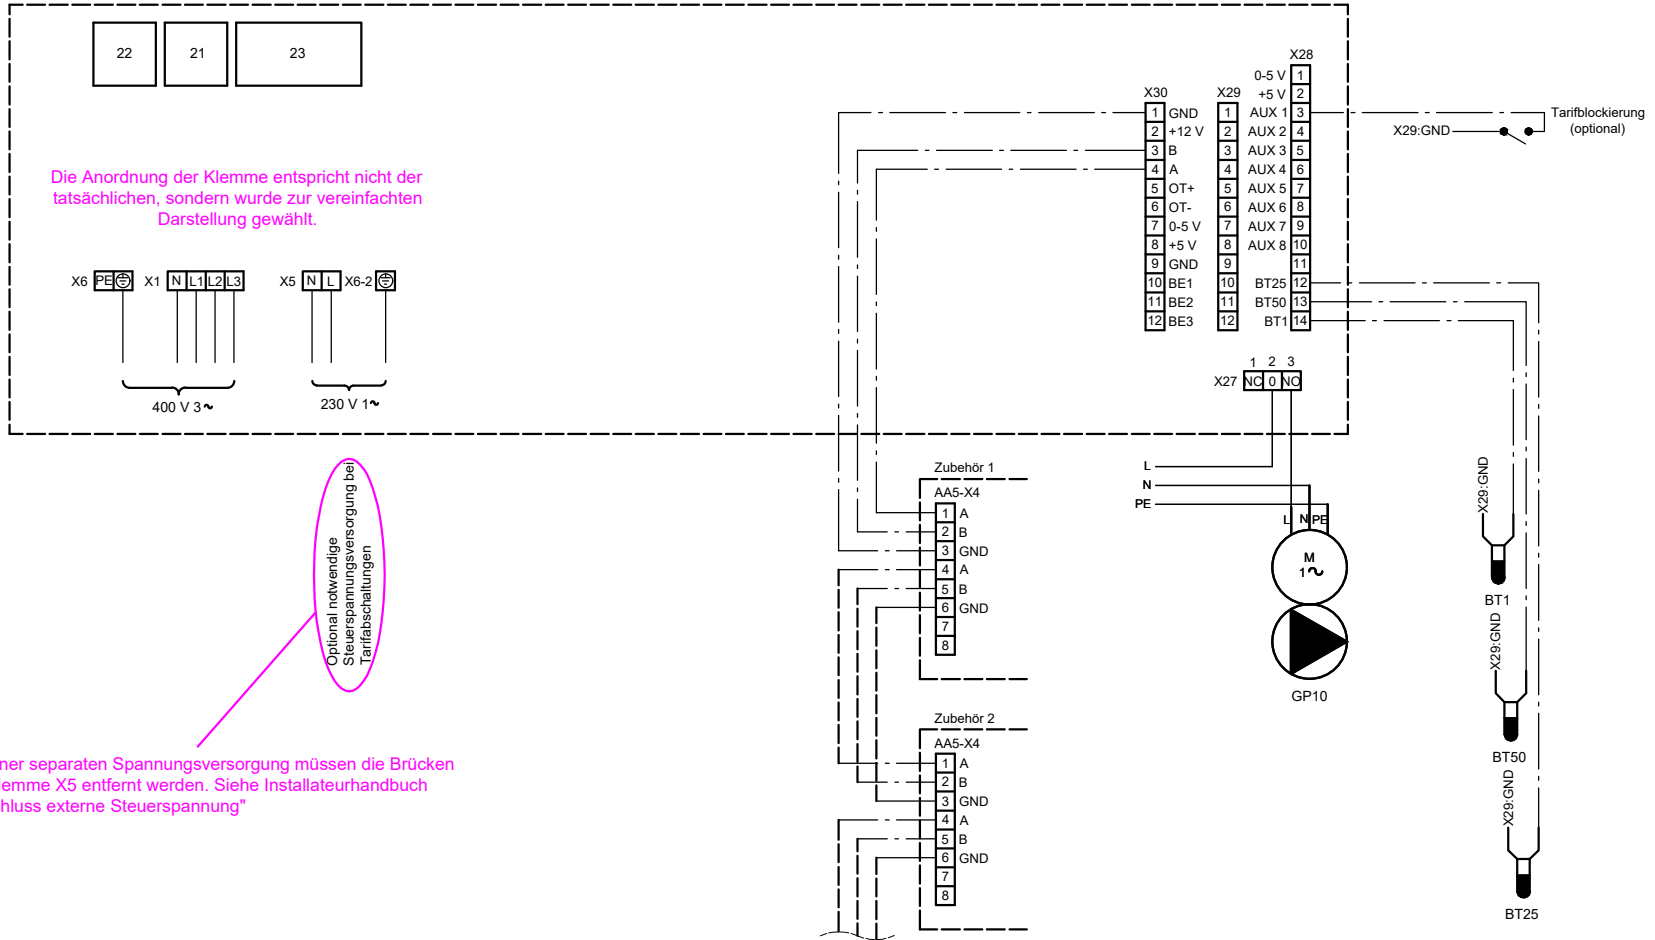 22
21
23
Die Anordnung der Klemme entspricht nicht der
tatsächlichen, sondern wurde zur vereinfachten
Darstellung gewählt.
X6 PE
X1 N L1 L2 L3
X5 N L X6-2
400 V 3~
230 V 1~
Optional notwendige
Steuerspannungsversorgung bei
Tarifabschaltungen
ner separaten Spannungsversorgung müssen die Brücken
lemme X5 entfernt werden. Siehe Installateurhandbuch
hluss externe Steuerspannung"
X30
1 GND
2 +12 V
3 B
4 A
5 OT+
6 OT-
7 0-5 V
8 +5 V
9 GND
10 BE1
11 BE2
12 BE3
X29
1
2
3
4
5
6
7
8
9
10
11
12
X28
0-5 V 1
+5 V 2
AUX 1 3
AUX 2 4
AUX 3 5
AUX 4 6
AUX 5 7
AUX 6 8
AUX 7 9
AUX 8 10
11
BT25 12
BT50 13
BT1 14
X29:GND
Tarifblockierung
(optional)
1 2 3
X27 NC 0 NO
L
N
PE
L N PE
M
1~
GP10
Zubehör 1
AA5-X4
1 A
2 B
3 GND
4 A
5 B
6 GND
7
8
Zubehör 2
AA5-X4
1 A
2 B
3 GND
4 A
5 B
6 GND
7
8
X29:GND
BT1
X29:GND
BT50
X29:GND
BT25